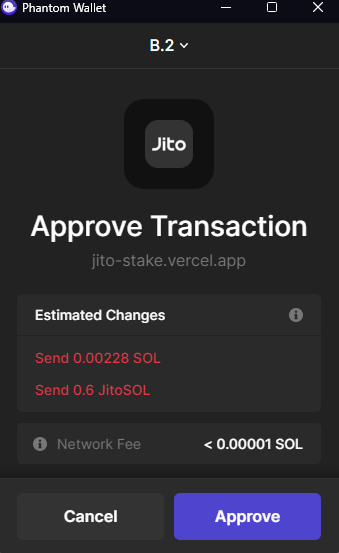 Phantom Wallet
B.2
Jito
Approve Transaction
jito-stake.vercel.app
Estimated Changes
Send 0.00228 SOL
Send 0.6 JitoSOL
Network Fee < 0.00001 SOL
Cancel Approve